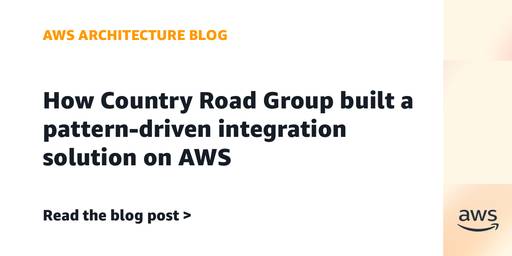 AWS ARCHITECTURE BLOG
How Country Road Group built a
pattern-driven integration
solution on AWS
Read the blog post >
aws